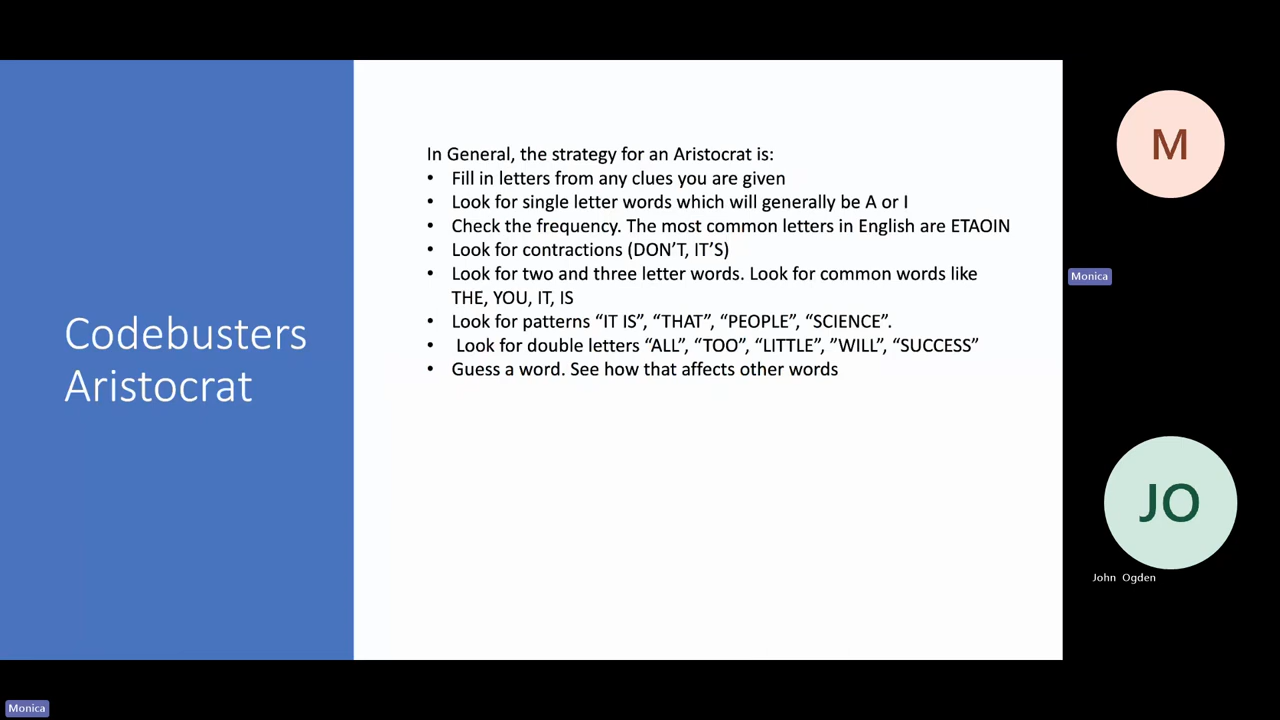 Codebusters
Aristocrat
In General, the strategy for an Aristocrat is:
• Fill in letters from any clues you are given
• Look for single letter words which will generally be A or I
• Check the frequency. The most common letters in English are ETAOIN
• Look for contractions (DON’T, IT’S)
• Look for two and three letter words. Look for common words like
THE, YOU, IT, IS
• Look for patterns “IT IS”, “THAT”, “PEOPLE”, “SCIENCE”.
• Look for double letters “ALL”, “TOO”, “LITTLE”, ”WILL”, “SUCCESS”
• Guess a word. See how that affects other words
M
Monica
JO
John Ogden
Monica